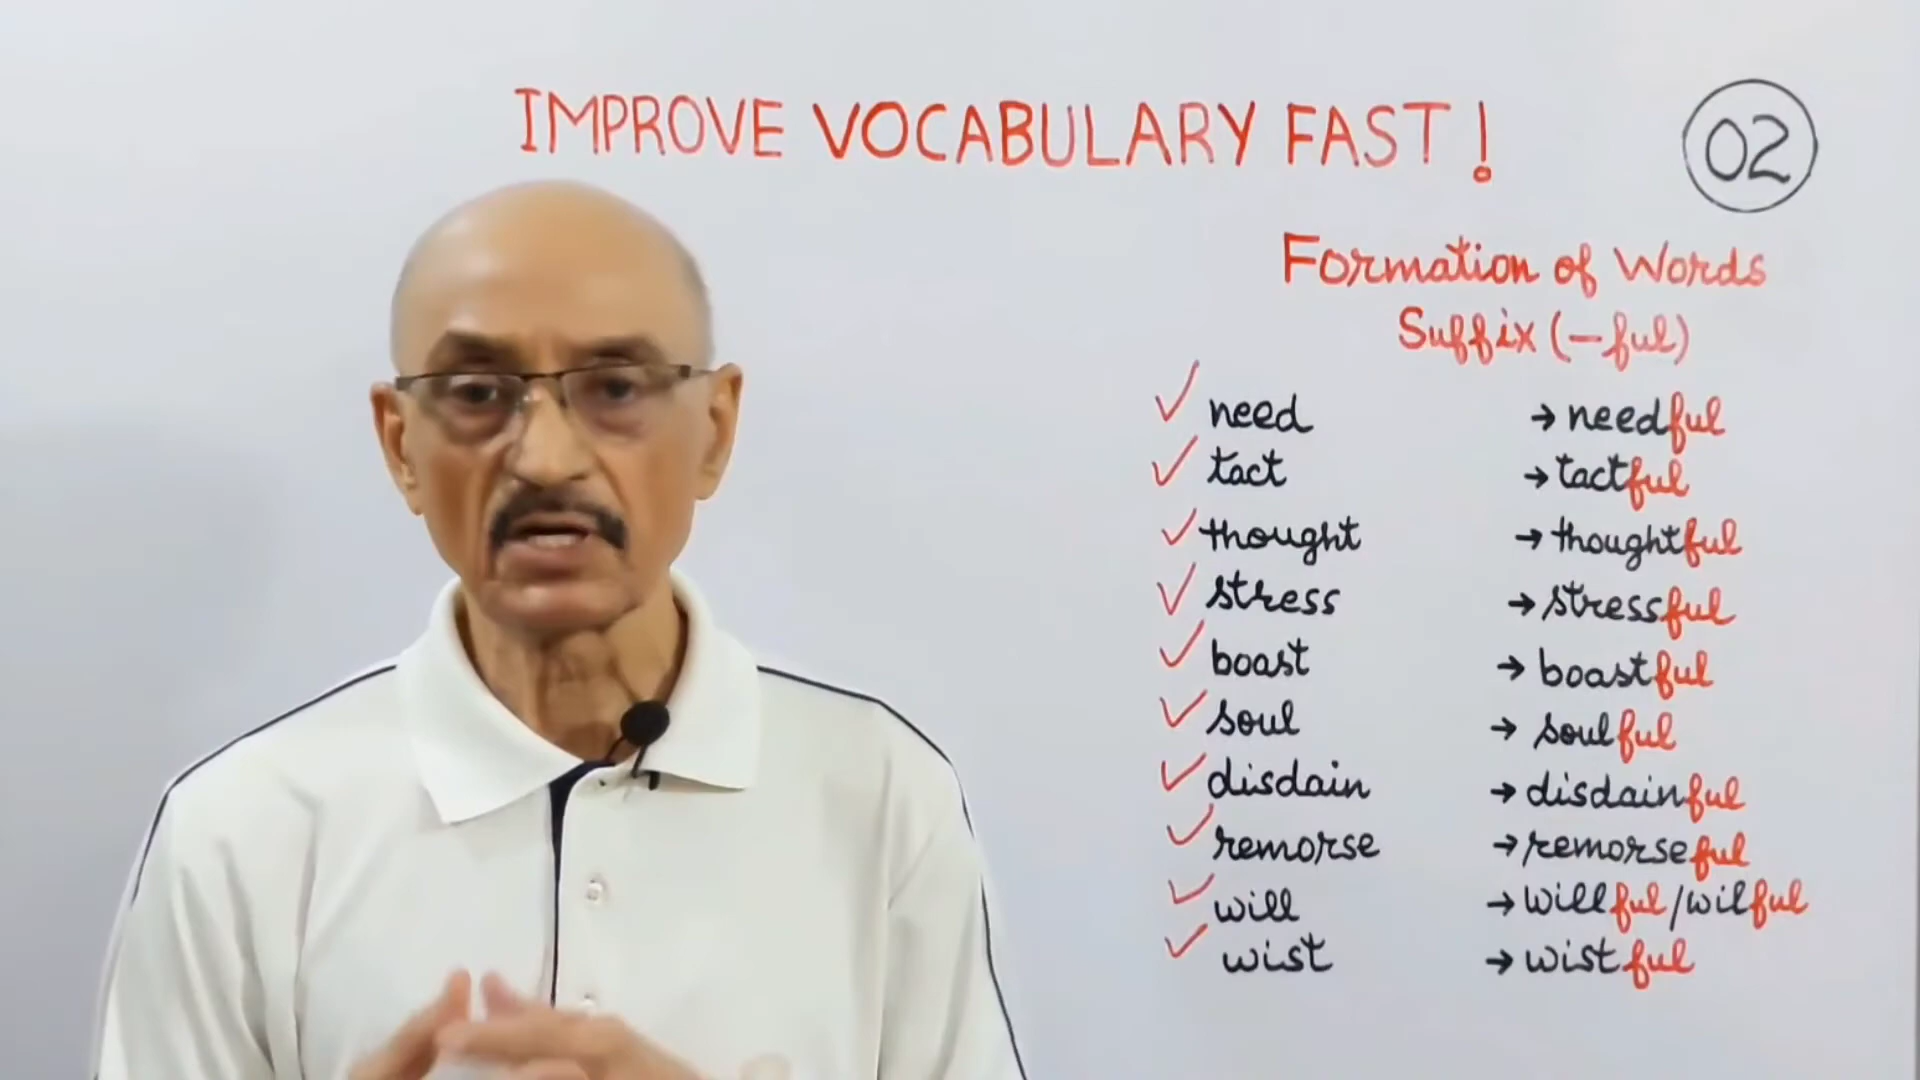 IMPROVE VOCABULARY FAST!
02
Formation of Words
Suffix (-ful)
✓ need → needful
✓ tact → tactful
✓ thought → thoughtful
✓ stress → stressful
✓ boast → boastful
✓ soul → soulful
✓ disdain → disdainful
✓ remorse → remorseful
✓ will → willful/wilful
✓ wist → wistful